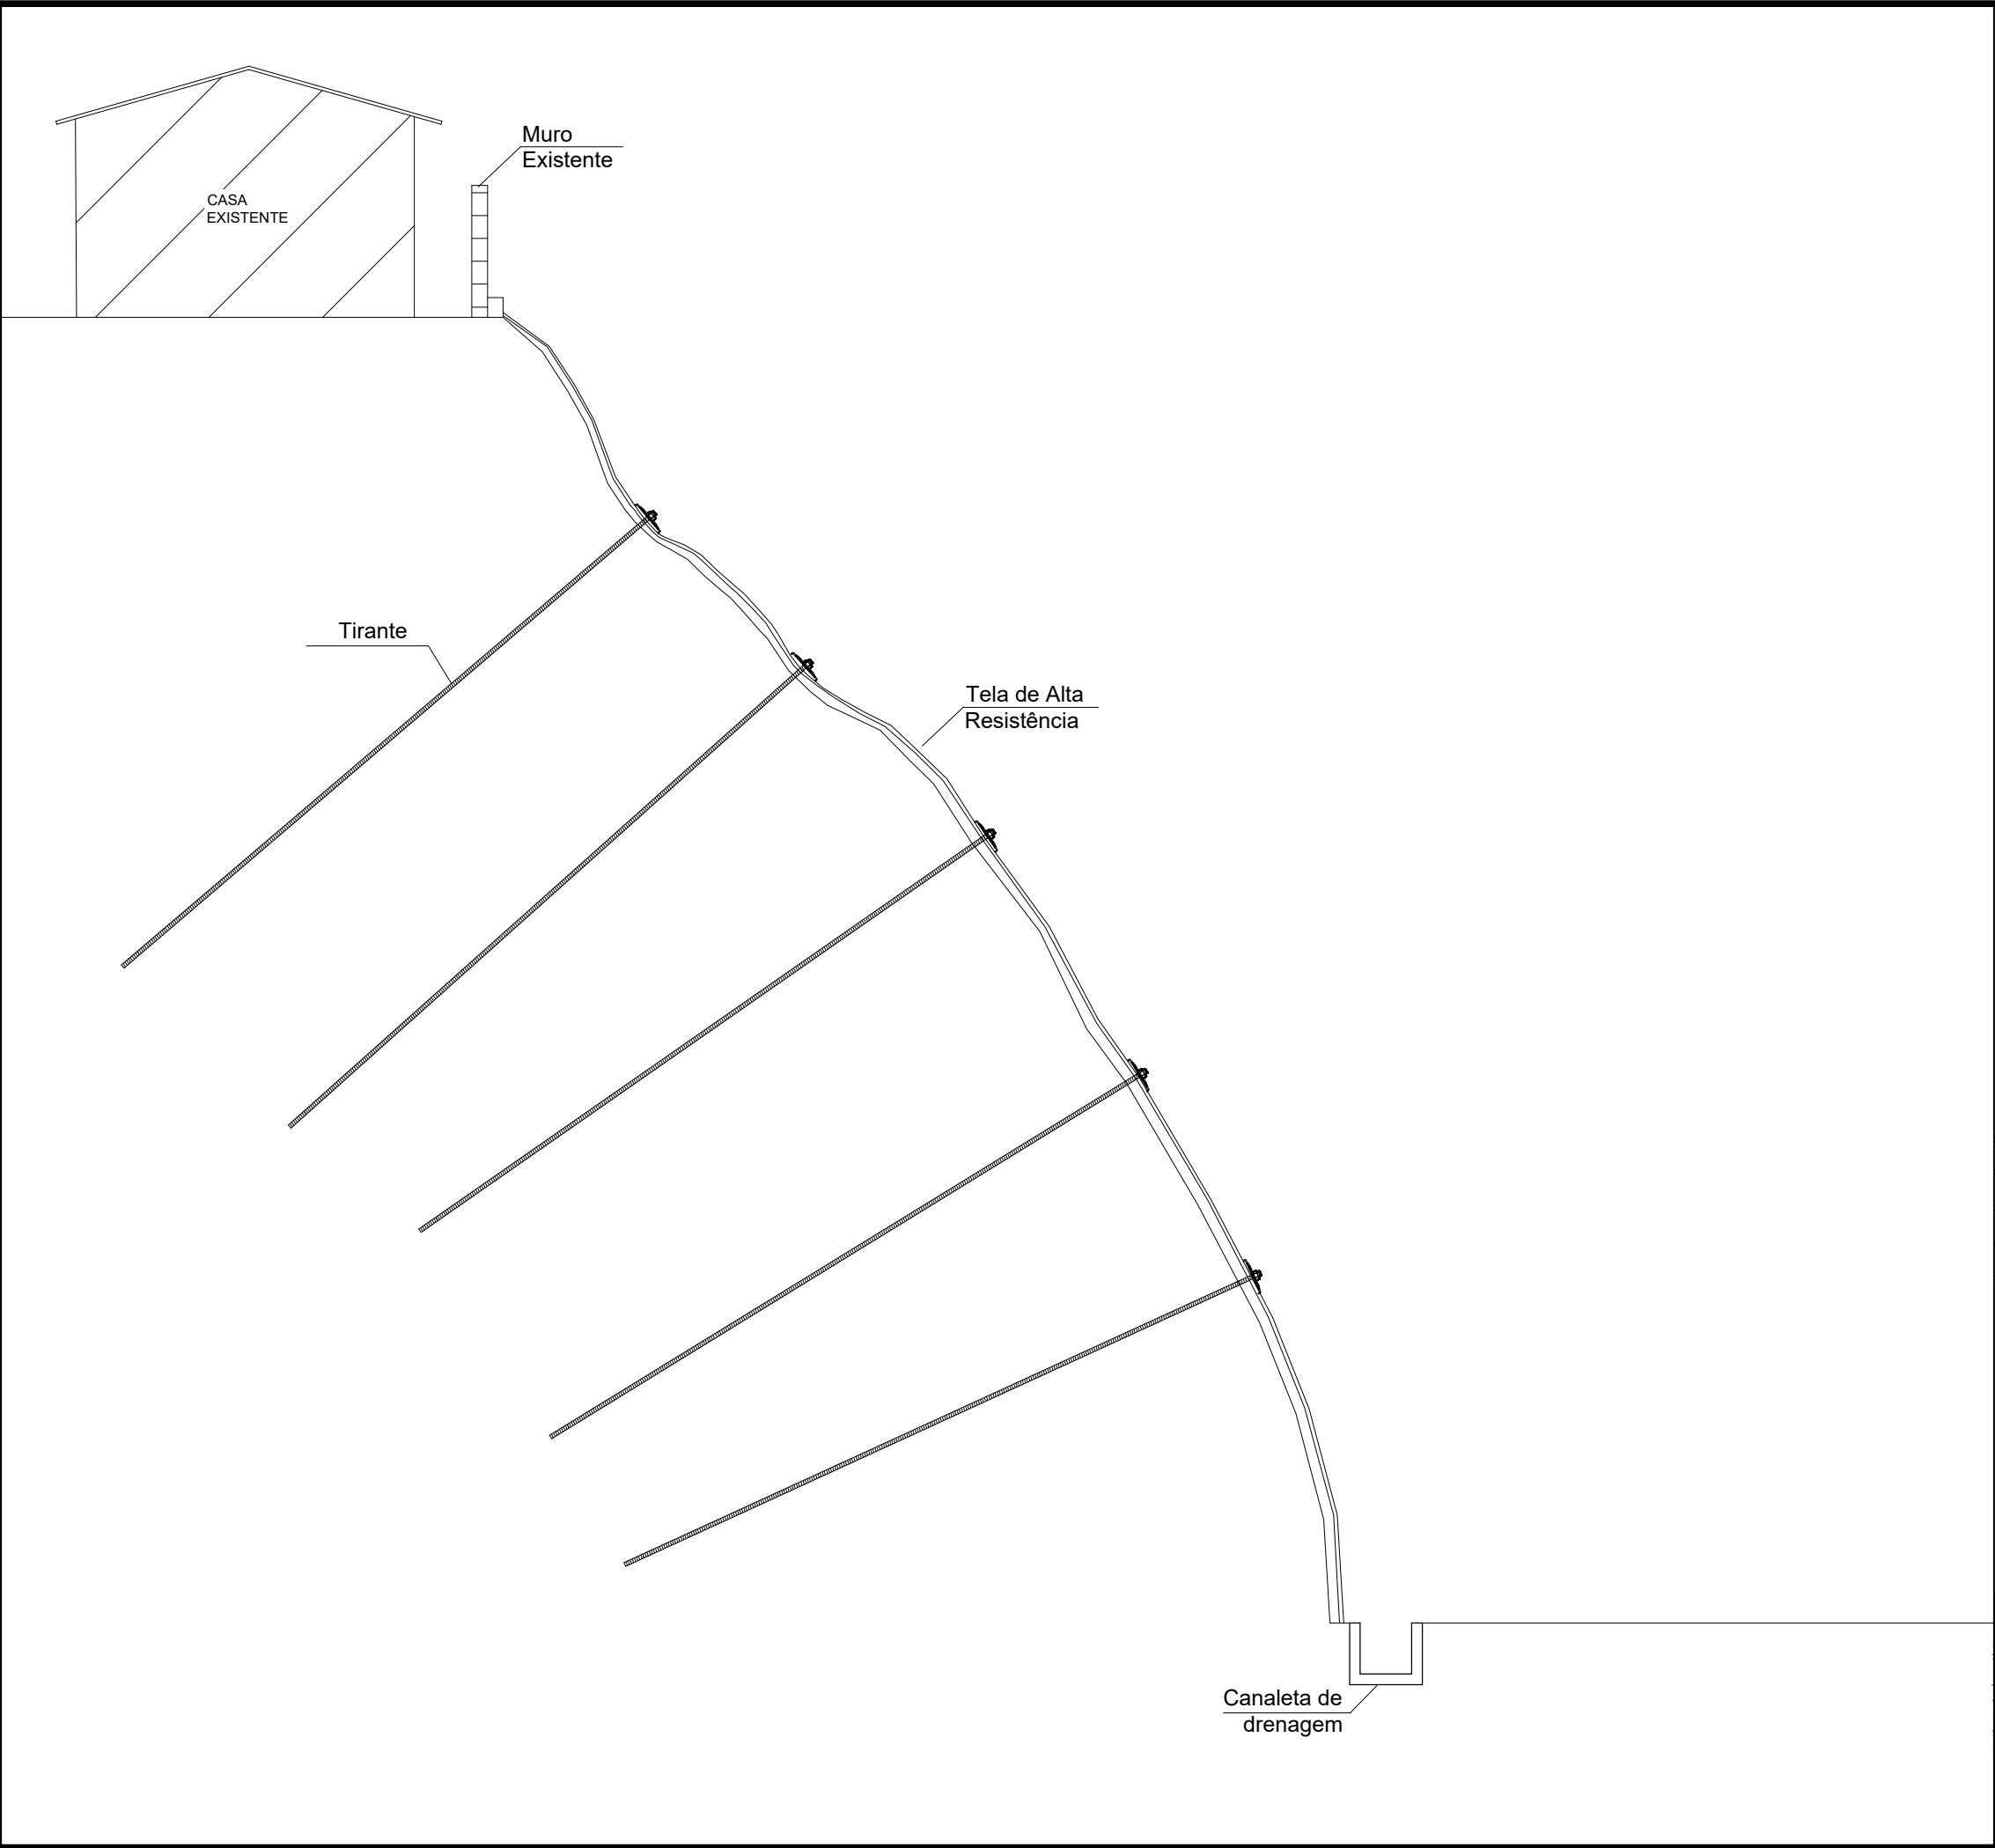 Muro
Existente
CASA
EXISTENTE
Tirante
Tela de Alta
Resistência
Canaleta de
drenagem